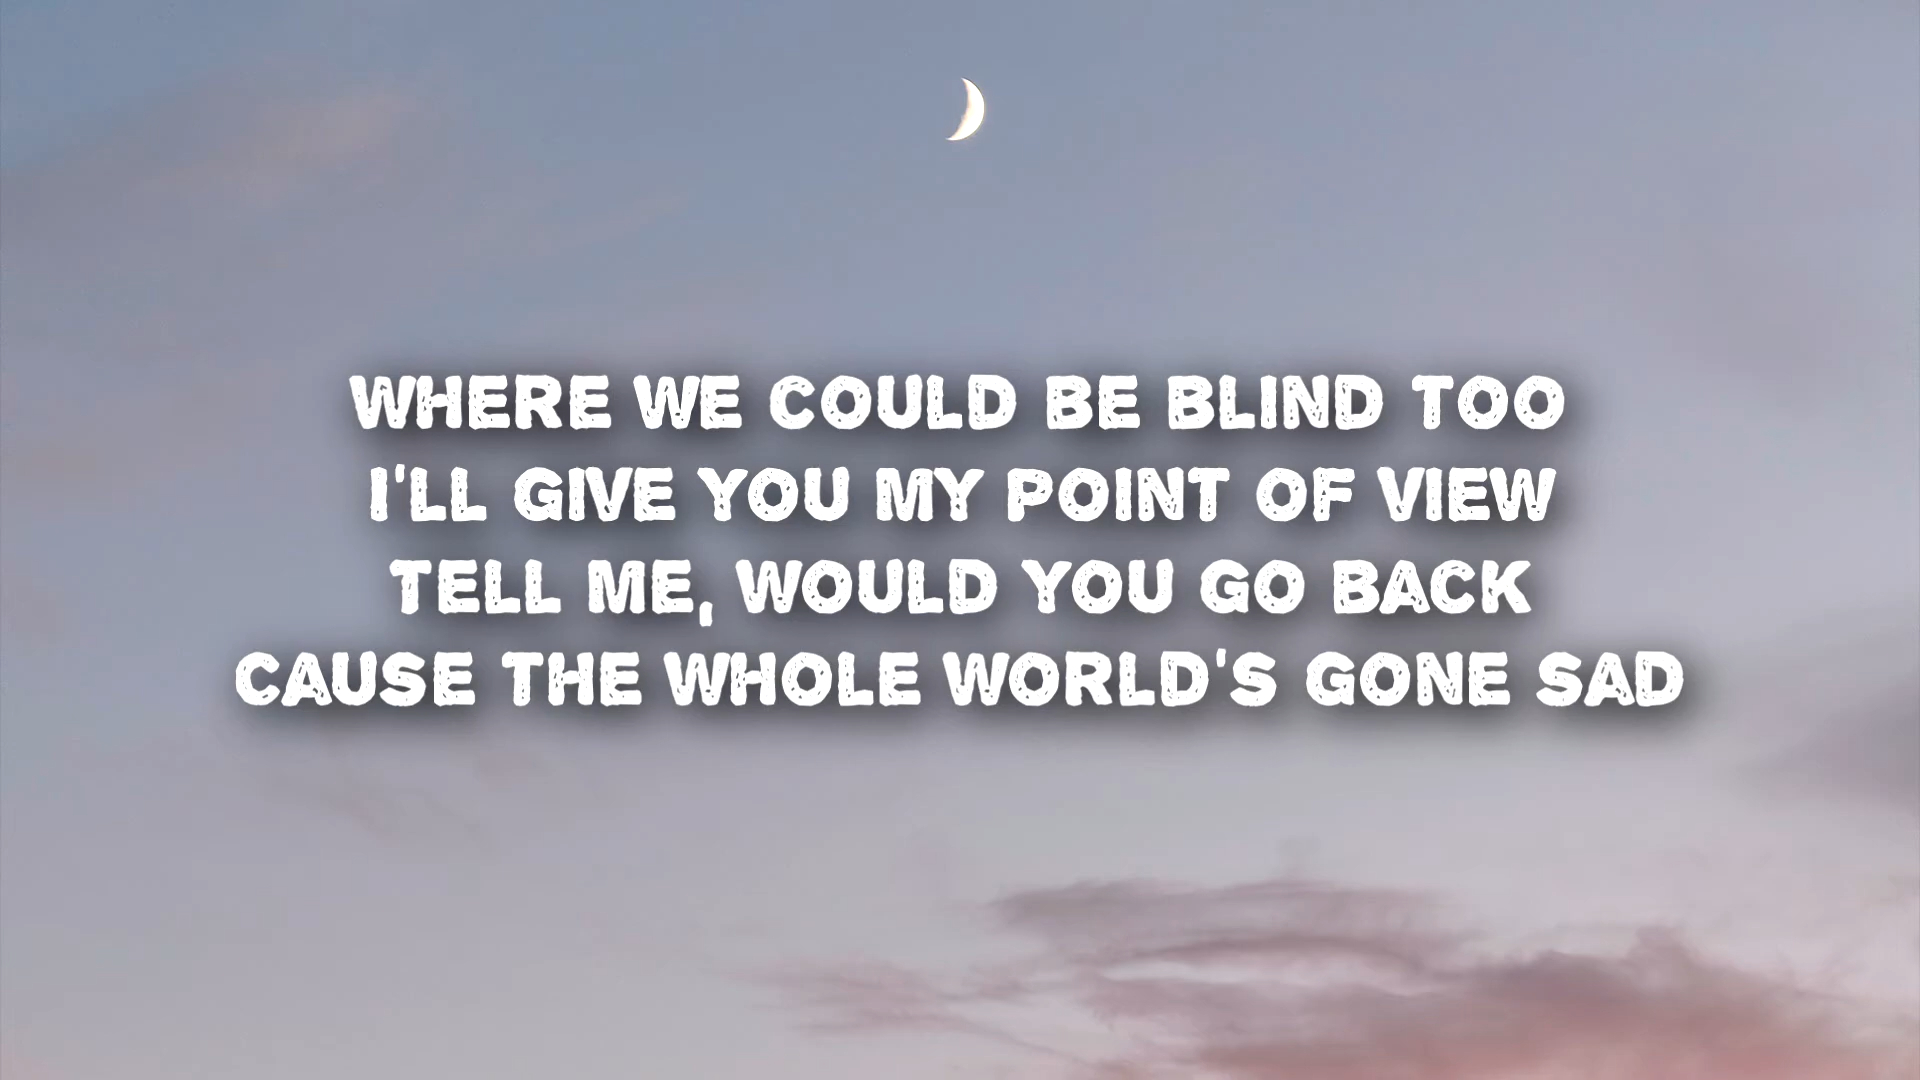 WHERE WE COULD BE BLIND TOO
I'LL GIVE YOU MY POINT OF VIEW
TELL ME, WOULD YOU GO BACK
CAUSE THE WHOLE WORLD'S GONE SAD